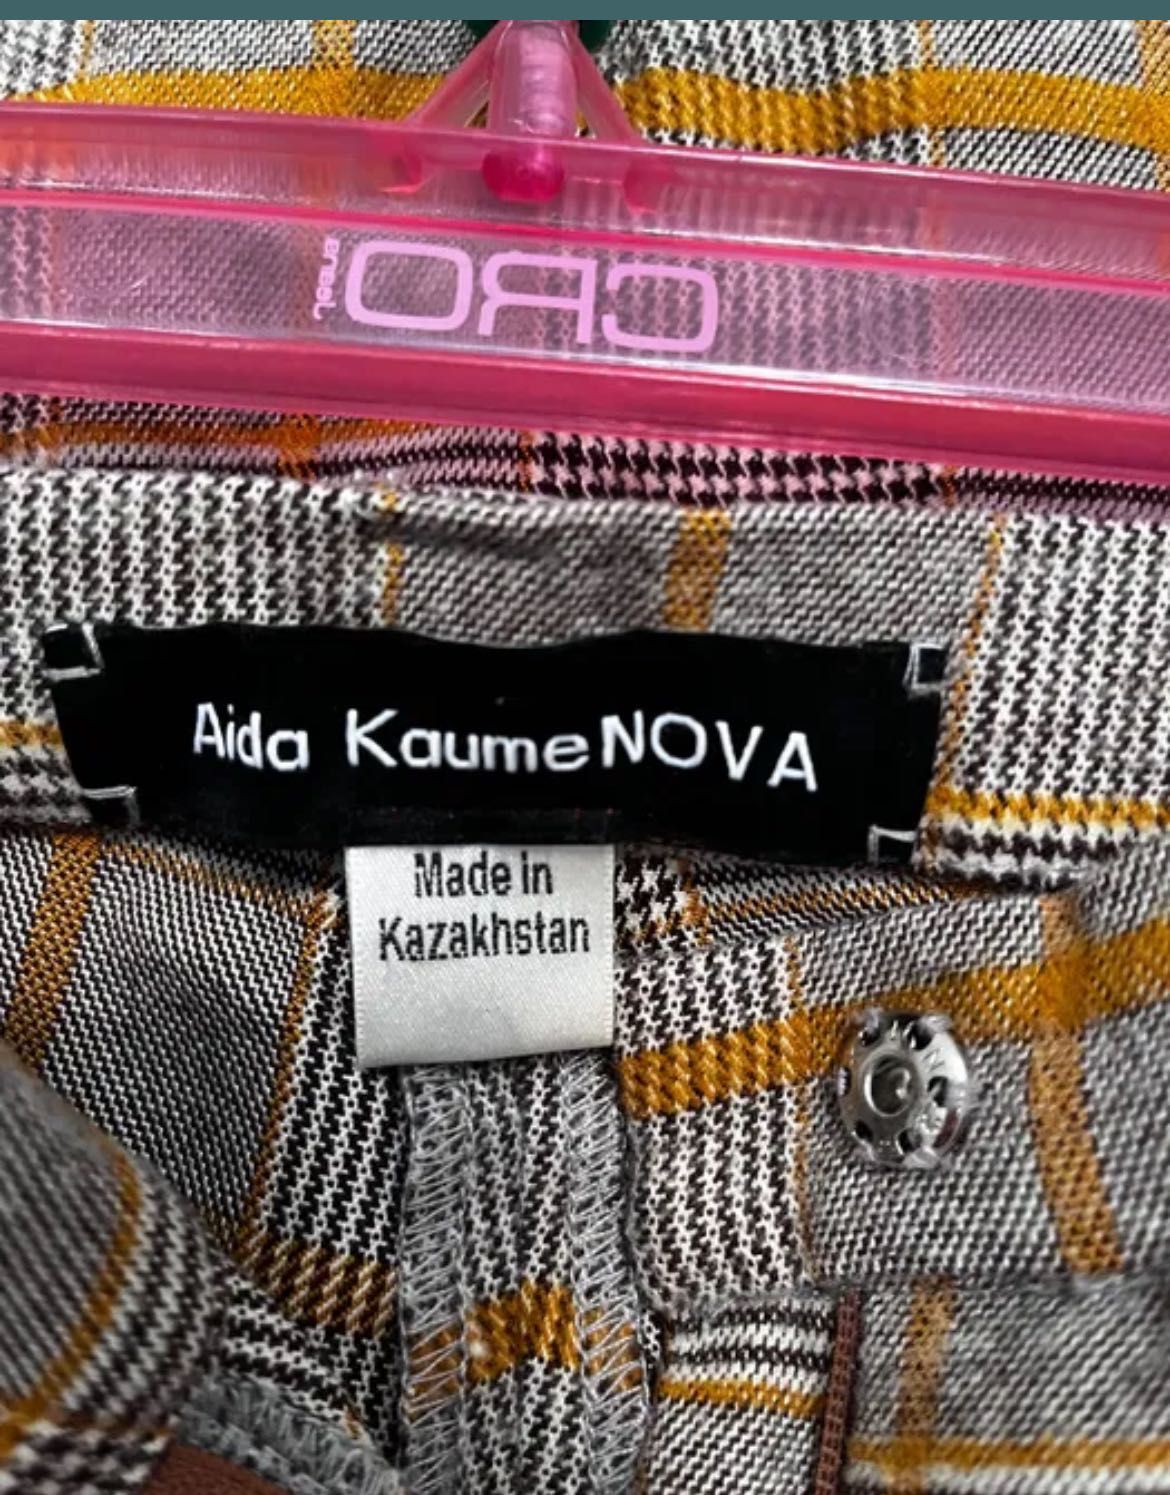 CRO
Aida KaumeNOVA
Made in
Kazakhstan